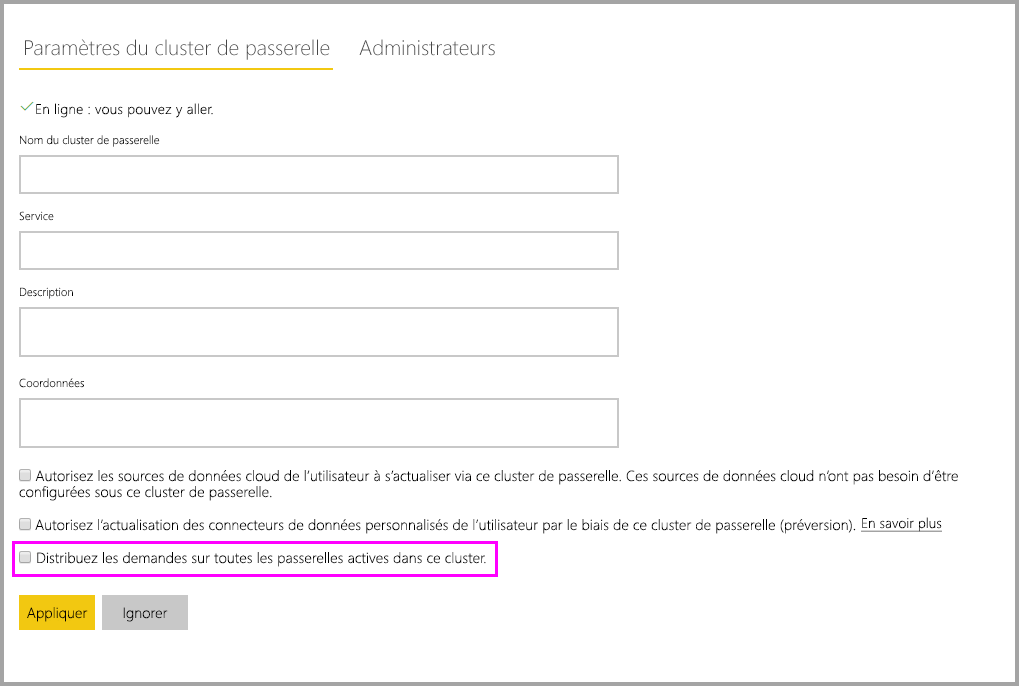 Paramètres du cluster de passerelle Administrateurs
En ligne : vous pouvez y aller.
Nom du cluster de passerelle
Service
Description
Coordonnées
Autorisez les sources de données cloud de l'utilisateur à s'actualiser via ce cluster de passerelle. Ces sources de données cloud n'ont pas besoin d'être
configurées sous ce cluster de passerelle.
Autorisez l'actualisation des connecteurs de données personnalisés de l'utilisateur par le biais de ce cluster de passerelle (préversion). En savoir plus
Distribuez les demandes sur toutes les passerelles actives dans ce cluster.
Appliquer Ignorer